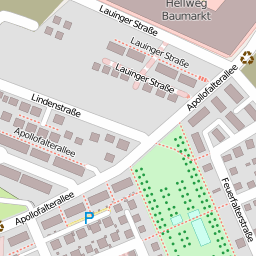 Hellweg
Baumarkt
Lauinger Straße
Lauinger Straße
Lauinger Straße
Apollofalterallee
Lindenstraße
Apollofalterallee
Apollofalterallee
Feuerfalterstraße
P